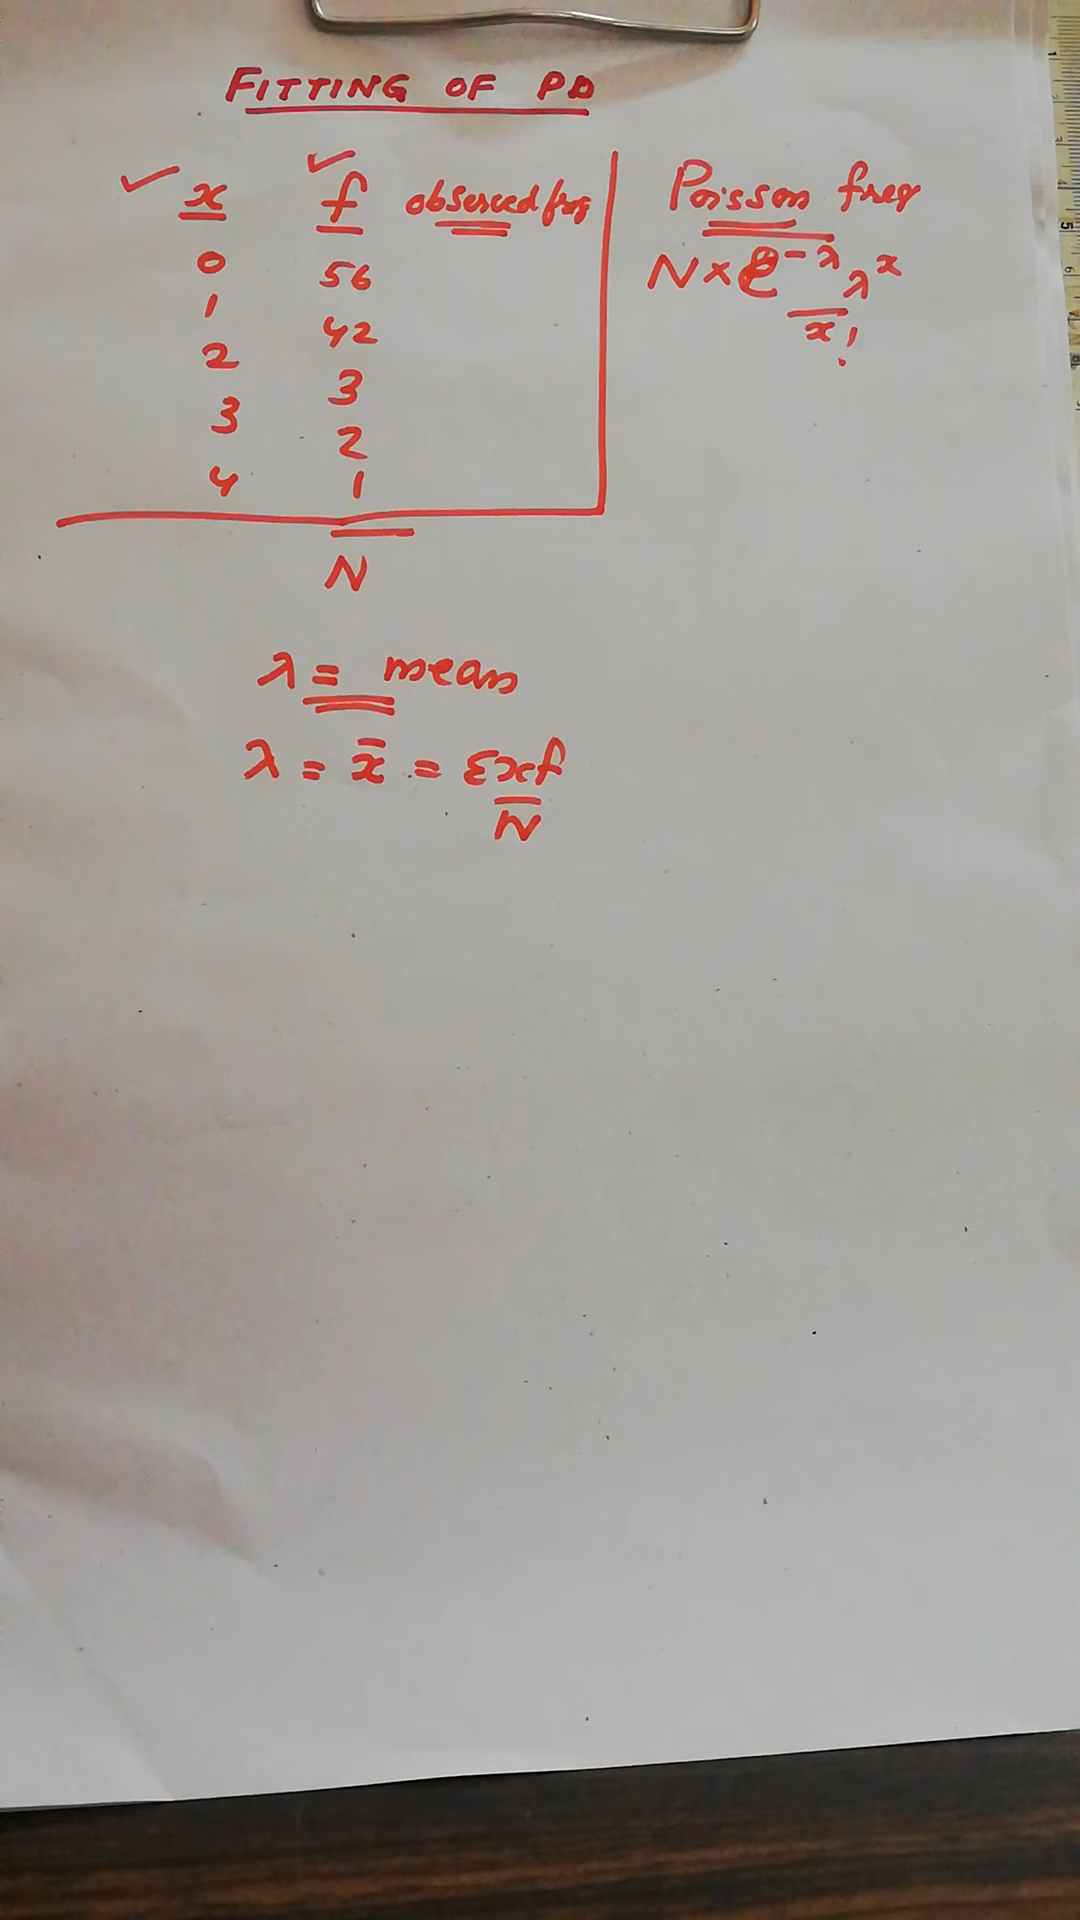 FITTING OF PD
x f observed freq
0 56
1 42
2 3
3 2
4 1
N
Poisson freq
N × e^-λ λ^x
x!
λ = mean
λ = x̄ = Σxf
N